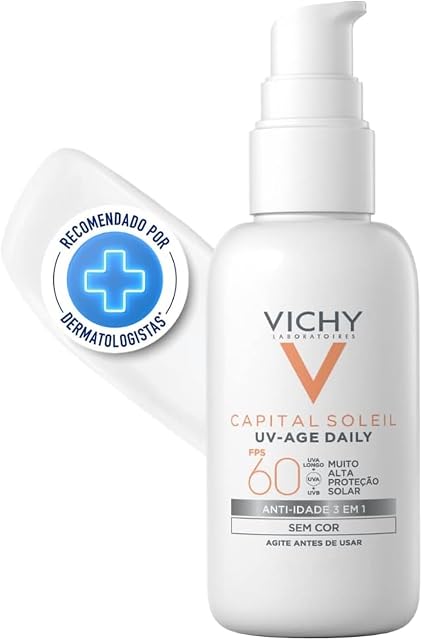 RECOMENDADO POR
DERMATOLOGISTAS*
VICHY
LABORATOIRES
CAPITAL SOLEIL
UV-AGE DAILY
FPS
60
UVA
LONGO
+
UVA
+
UVB
MUITO
ALTA
PROTEÇÃO
SOLAR
ANTI-IDADE 3 EM 1
SEM COR
AGITE ANTES DE USAR